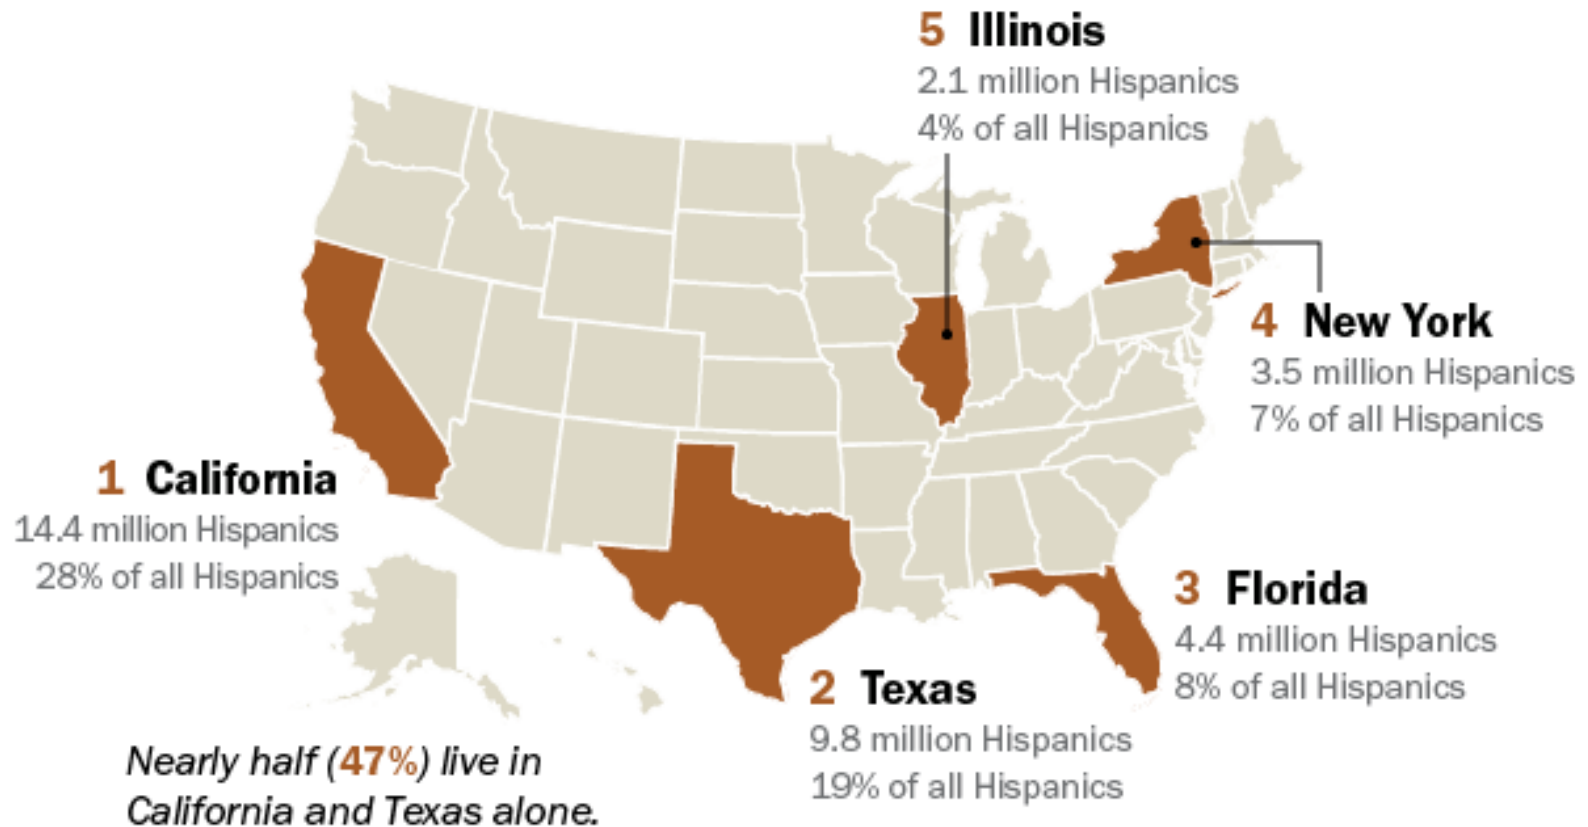 5 Illinois
2.1 million Hispanics
4% of all Hispanics
4 New York
3.5 million Hispanics
7% of all Hispanics
1 California
14.4 million Hispanics
28% of all Hispanics
3 Florida
4.4 million Hispanics
8% of all Hispanics
2 Texas
9.8 million Hispanics
19% of all Hispanics
Nearly half (47%) live in
California and Texas alone.